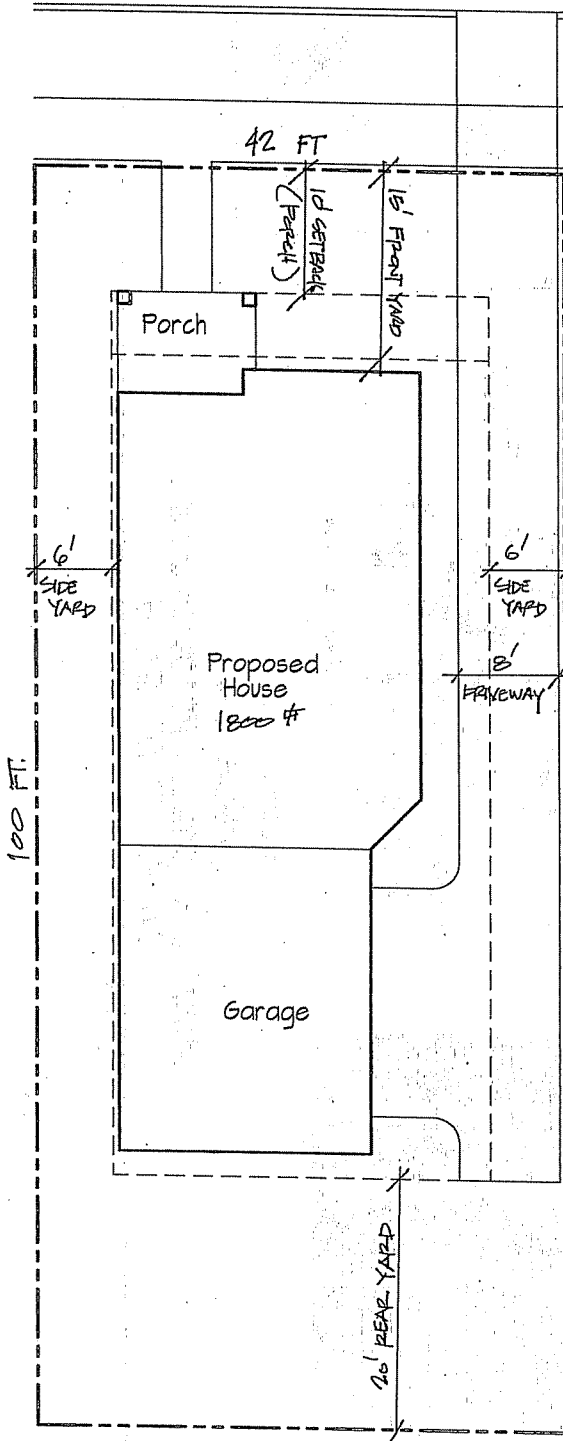 42 FT
10' SETBACK
(PORCH)
15' FRONT YARD
Porch
6'
SIDE
YARD
6'
SIDE
YARD
8'
DRIVEWAY
Proposed
House
1800 #
100 FT.
Garage
20' REAR YARD